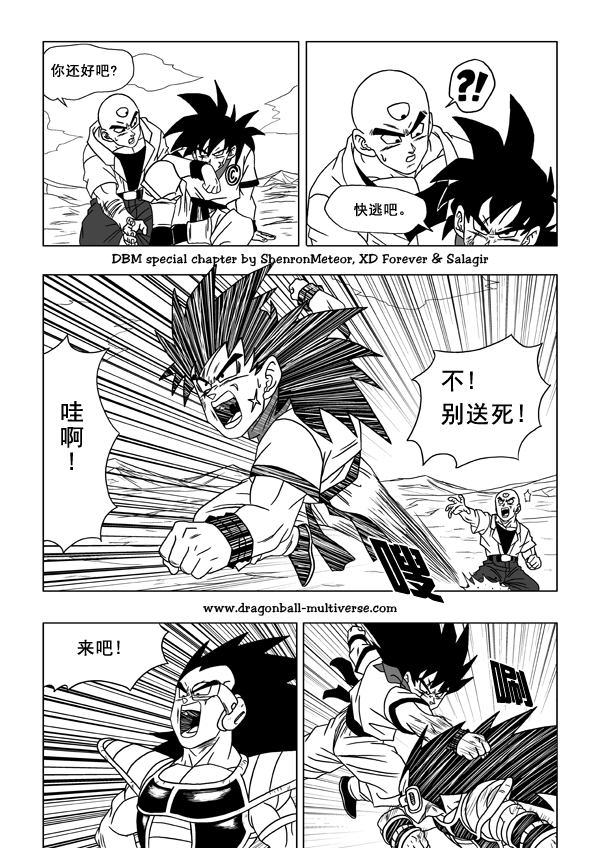 你还好吧?
?!
快逃吧。
DBM special chapter by ShenronMeteor, XD Forever & Salagir
哇啊!
不!
别送死!
www.dragonball-multiverse.com
来吧!
唰